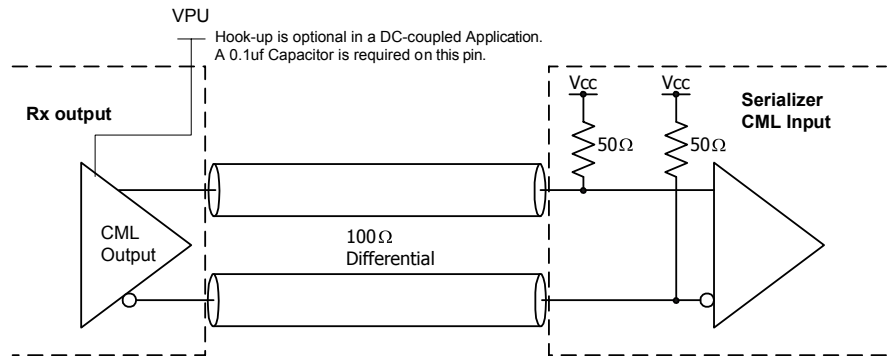 VPU
Hook-up is optional in a DC-coupled Application.
A 0.1uf Capacitor is required on this pin.
Rx output
Vcc
Vcc
Serializer
CML Input
50Ω
50Ω
CML
Output
100Ω
Differential